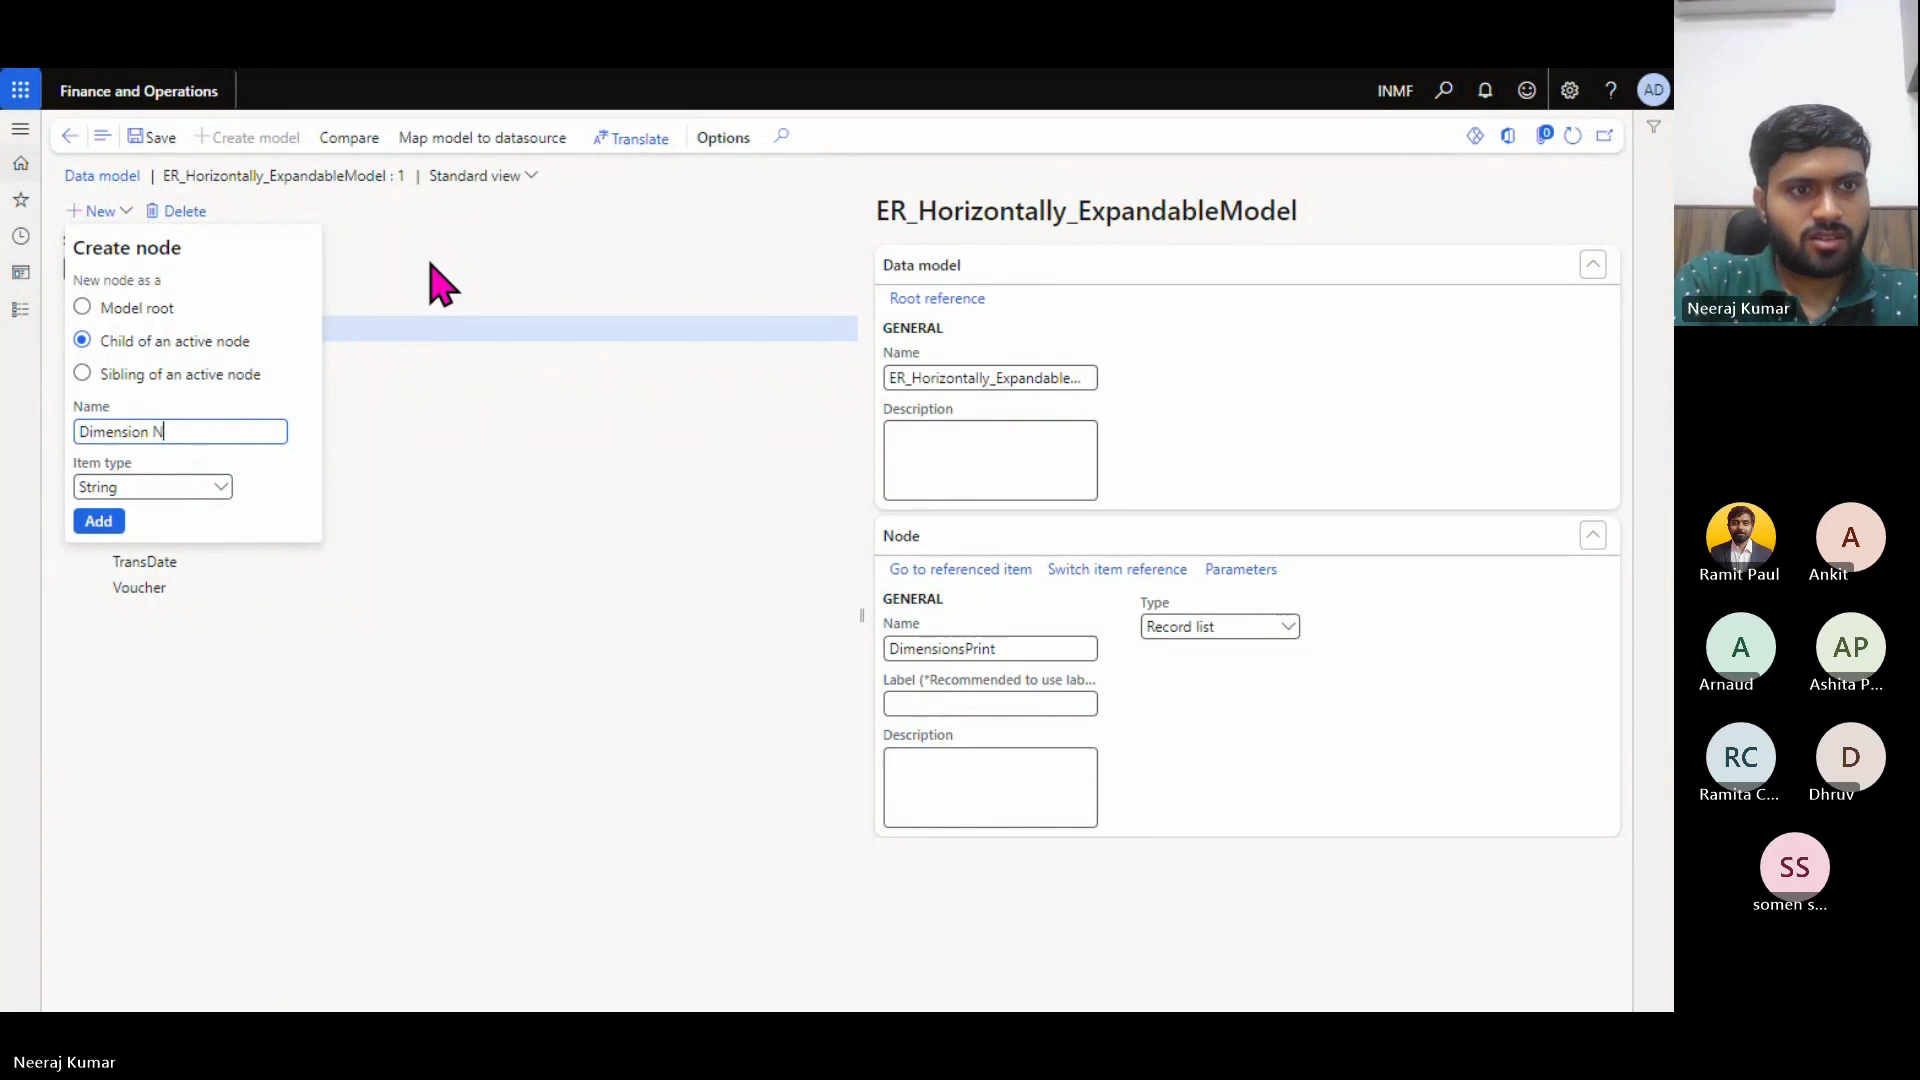 Finance and Operations
INMF
AD
Save
Create model
Compare
Map model to datasource
Translate
Options
0
Data model | ER_Horizontally_ExpandableModel : 1 | Standard view
New
Delete
Create node
New node as a
Model root
Child of an active node
Sibling of an active node
Name
Dimension N
Item type
String
Add
TransDate
Voucher
ER_Horizontally_ExpandableModel
Data model
Root reference
GENERAL
Name
ER_Horizontally_Expandable...
Description
Node
Go to referenced item
Switch item reference
Parameters
GENERAL
Name
DimensionsPrint
Type
Record list
Label (*Recommended to use lab...
Description
Neeraj Kumar
Ramit Paul
A
Ankit
A
Arnaud
AP
Ashita P...
RC
Ramita C...
D
Dhruv
SS
somen s...
Neeraj Kumar